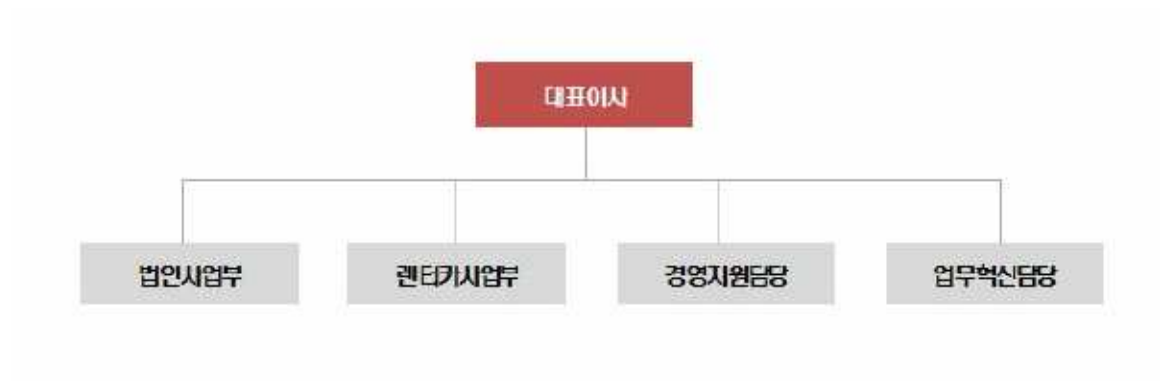 대표이사
법인사업부
렌터카사업부
경영지원담당
업무혁신담당